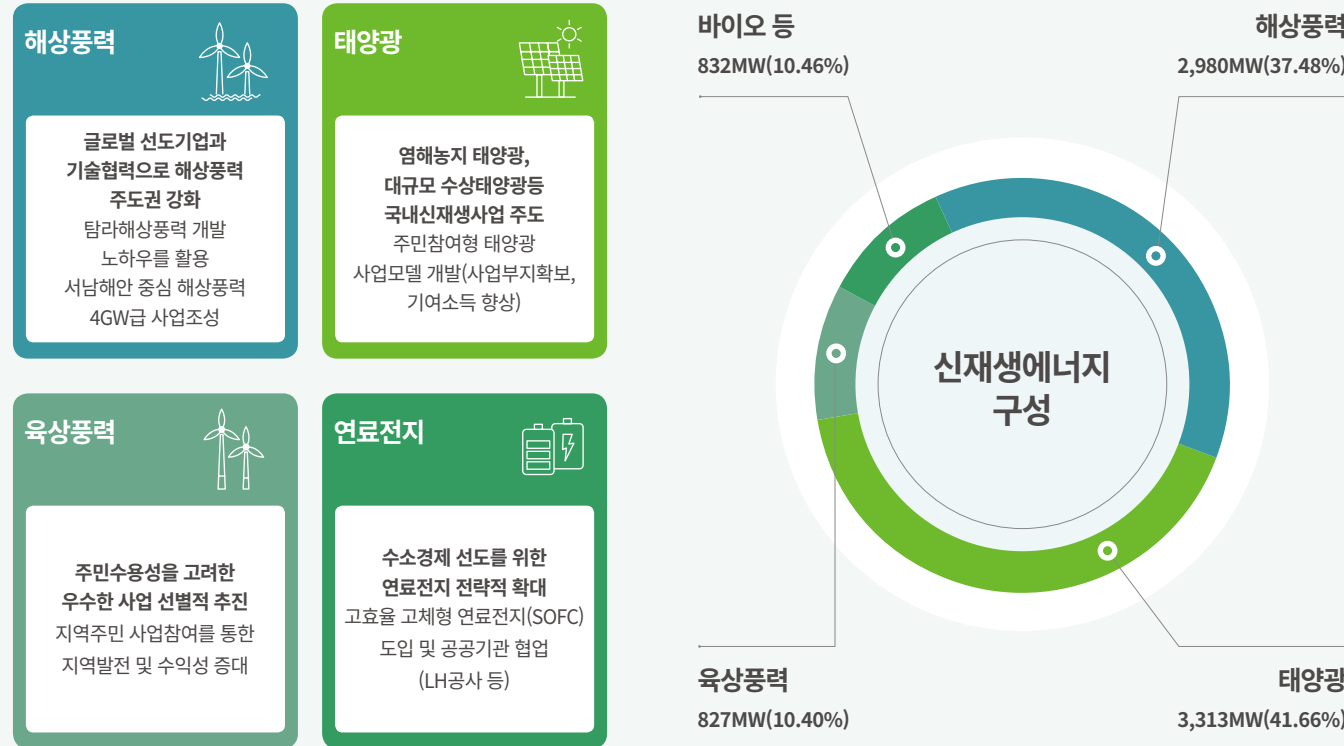 해상풍력
글로벌 선도기업과
기술협력으로 해상풍력
주도권 강화
탐라해상풍력 개발
노하우를 활용
서남해안 중심 해상풍력
4GW급 사업조성
태양광
염해농지 태양광,
대규모 수상태양광등
국내신재생사업 주도
주민참여형 태양광
사업모델 개발(사업부지확보,
기여소득 향상)
육상풍력
주민수용성을 고려한
우수한 사업 선별적 추진
지역주민 사업참여를 통한
지역발전 및 수익성 증대
연료전지
수소경제 선도를 위한
연료전지 전략적 확대
고효율 고체형 연료전지(SOFC)
도입 및 공공기관 협업
(LH공사 등)
바이오 등
832MW(10.46%)
해상풍력
2,980MW(37.48%)
신재생에너지
구성
육상풍력
827MW(10.40%)
태양광
3,313MW(41.66%)